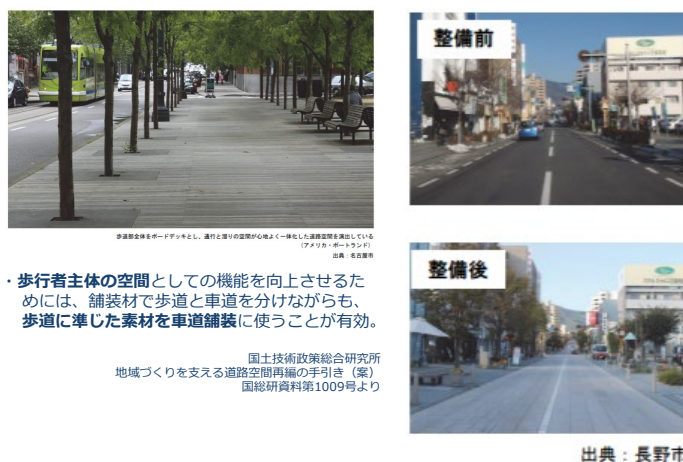 歩道部全体をボードデッキとし、通行と溜りの空間が心地よく一体化した道路空間を演出している
（アメリカ・ポートランド）
出典：名古屋市
・歩行者主体の空間としての機能を向上させるた
めには、舗装材で歩道と車道を分けながらも、
歩道に準じた素材を車道舗装に使うことが有効。
国土技術政策総合研究所
地域づくりを支える道路空間再編の手引き（案）
国総研資料第1009号より
整備前
整備後
出典：長野市